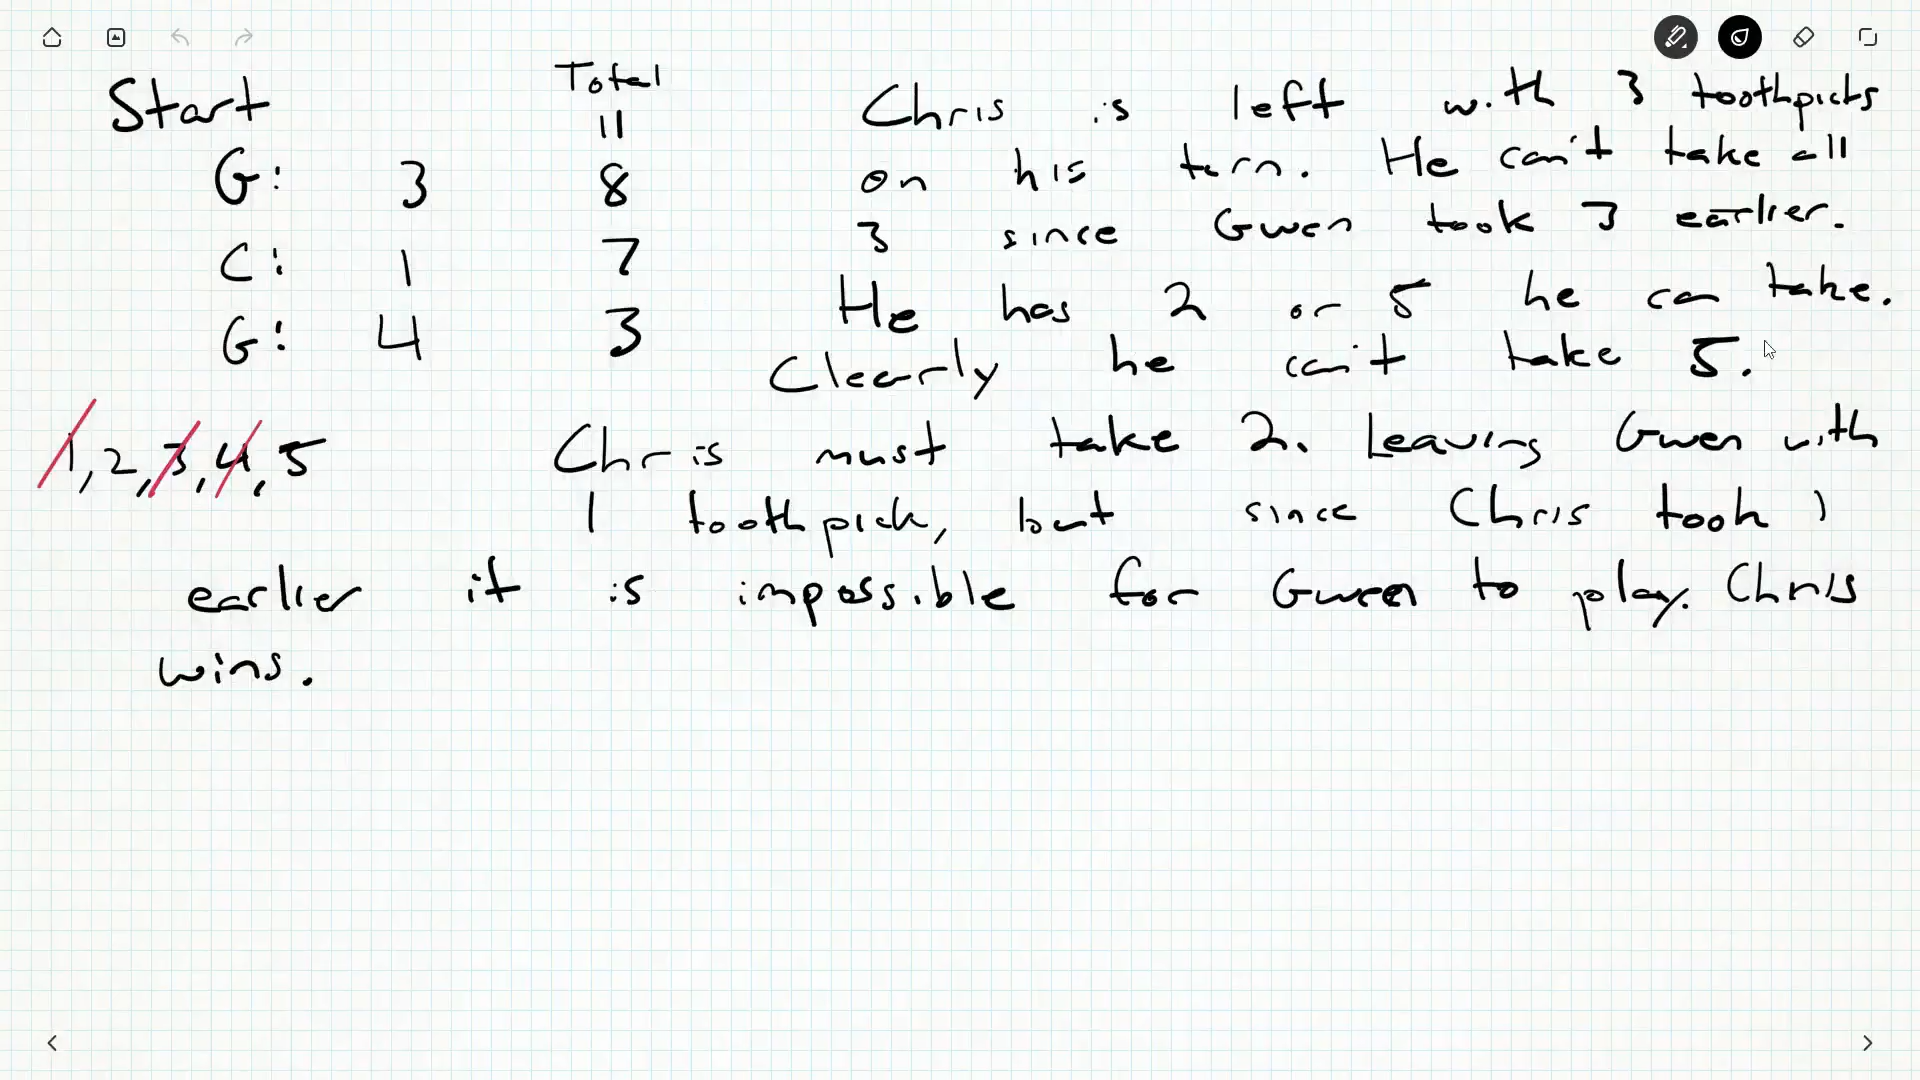 Start
Total
11
G: 3 8
C: 1 7
G: 4 3
1, 2, 3, 4, 5
Chris is left with 3 toothpicks
on his turn. He can't take all
3 since Gwen took 3 earlier.
He has 2 or 5 he can take.
Clearly he can't take 5.
Chris must take 2. Leaving Gwen with
1 toothpick, but since Chris took 1
earlier it is impossible for Gwen to play. Chris
wins.